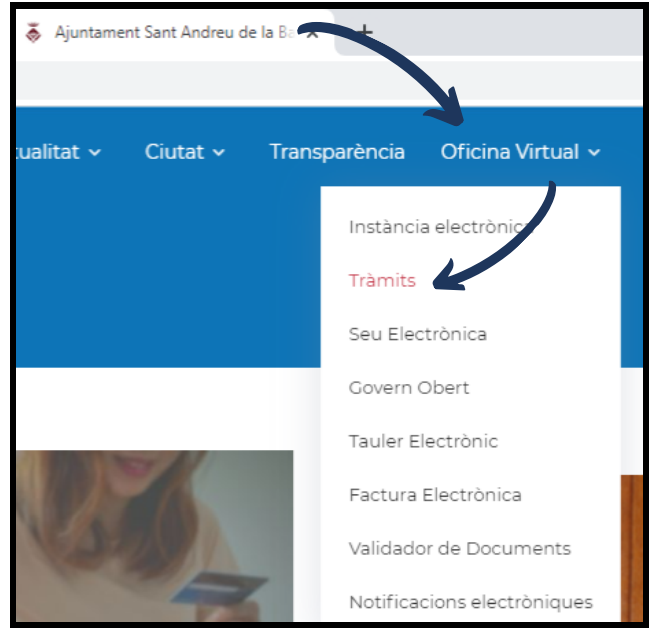 Ajuntament Sant Andreu de la Ba
tualitat
Ciutat
Transparència
Oficina Virtual
Instància electrònica
Tràmits
Seu Electrònica
Govern Obert
Tauler Electrònic
Factura Electrònica
Validador de Documents
Notificacions electròniques